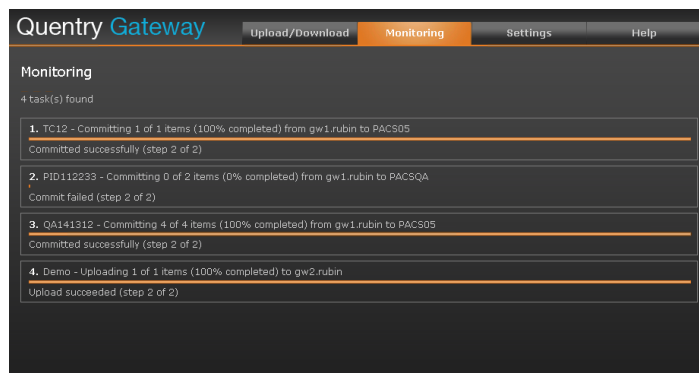 Quentry Gateway
Upload/Download Monitoring Settings Help
Monitoring
4 task(s) found
1. TC12 - Committing 1 of 1 items (100% completed) from gw1.rubin to PACS05
Committed successfully (step 2 of 2)
2. PID112233 - Committing 0 of 2 items (0% completed) from gw1.rubin to PACSQA
Commit failed (step 2 of 2)
3. QA141312 - Committing 4 of 4 items (100% completed) from gw1.rubin to PACS05
Committed successfully (step 2 of 2)
4. Demo - Uploading 1 of 1 items (100% completed) to gw2.rubin
Upload succeeded (step 2 of 2)